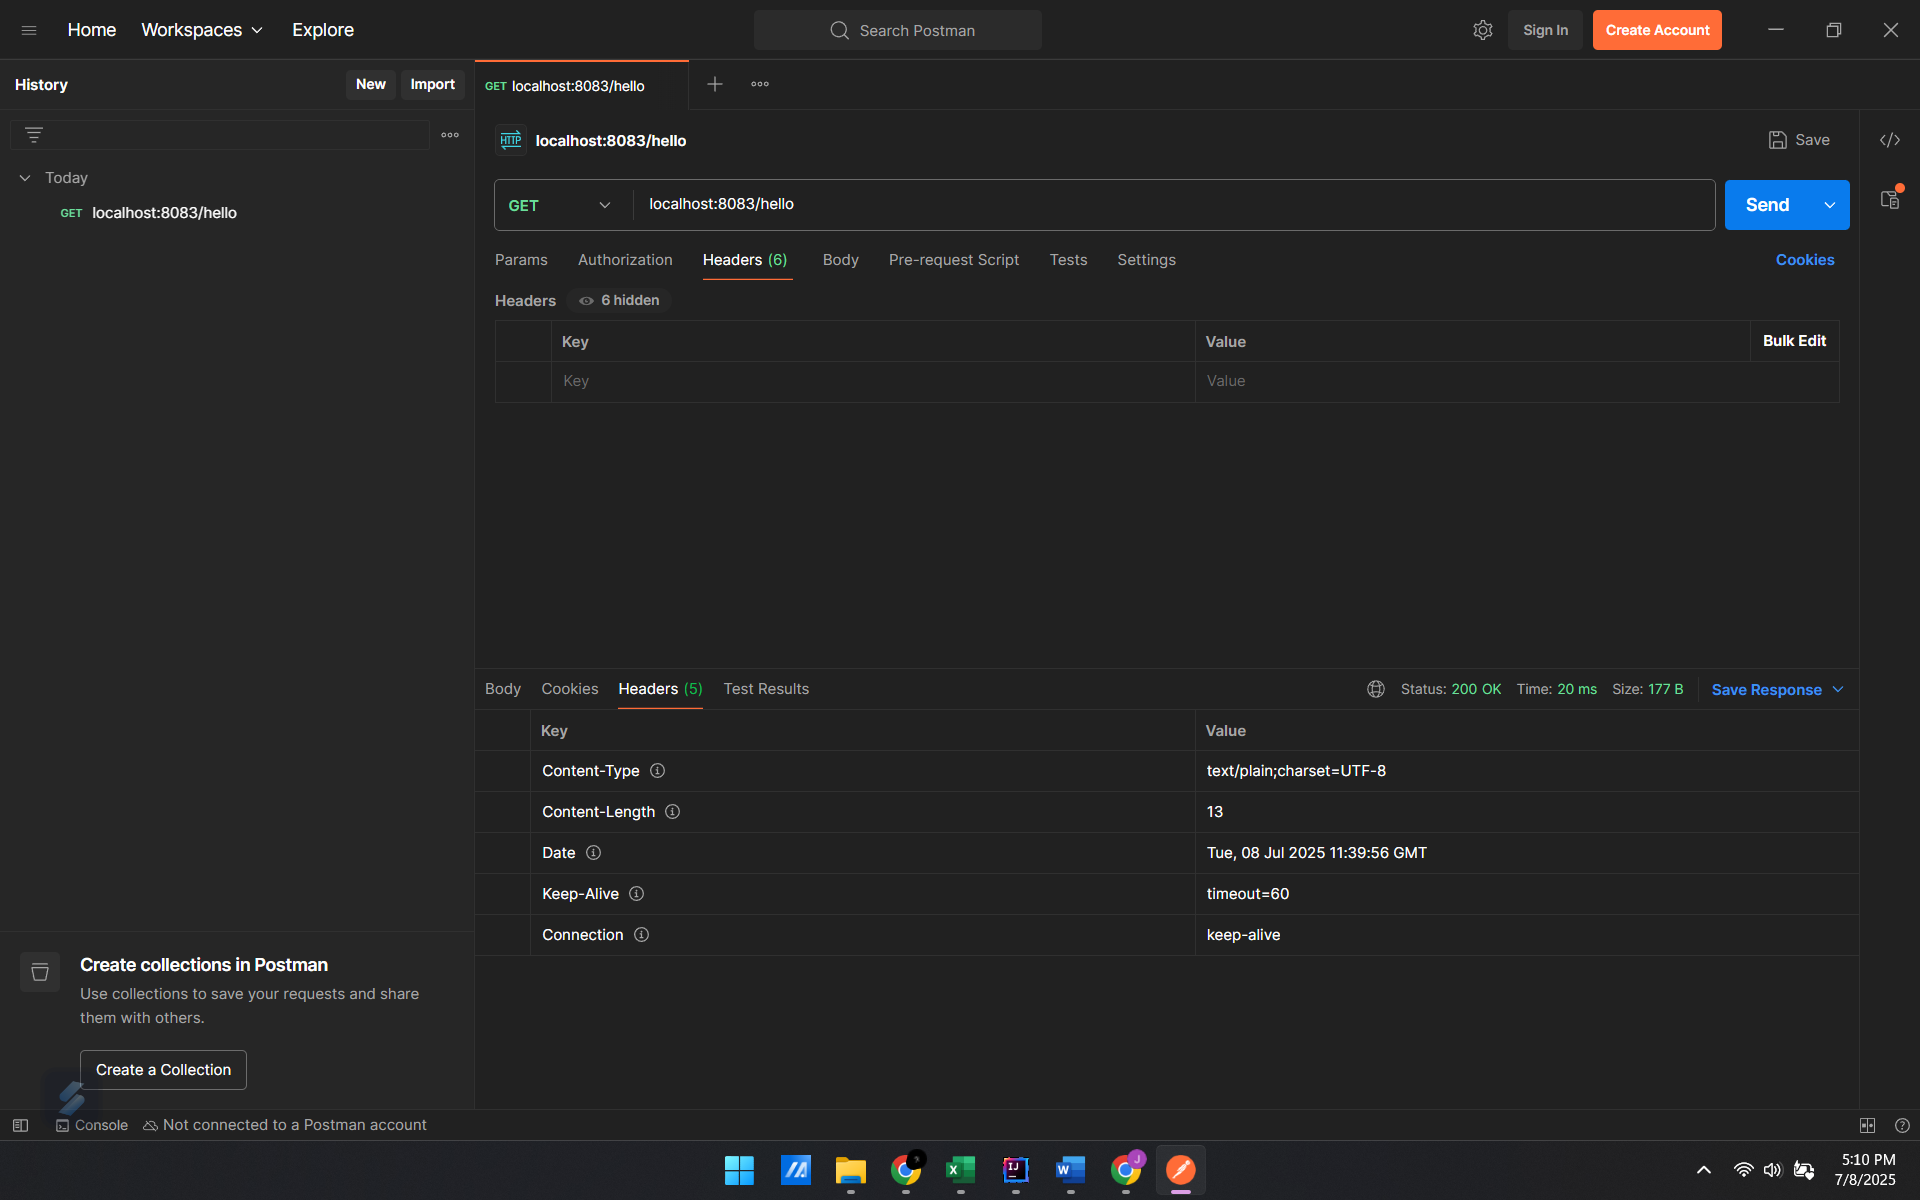 Home Workspaces Explore Search Postman Sign In Create Account
History New Import
GET localhost:8083/hello
HTTP localhost:8083/hello Save
Today
GET localhost:8083/hello
GET localhost:8083/hello Send
Params Authorization Headers (6) Body Pre-request Script Tests Settings Cookies
Headers 6 hidden
Key Value Bulk Edit
Key Value
Body Cookies Headers (5) Test Results Status: 200 OK Time: 20 ms Size: 177 B Save Response
Key Value
Content-Type text/plain;charset=UTF-8
Content-Length 13
Date Tue, 08 Jul 2025 11:39:56 GMT
Keep-Alive timeout=60
Connection keep-alive
Create collections in Postman
Use collections to save your requests and share
them with others.
Create a Collection
Console Not connected to a Postman account
X IJ W J
5:10 PM
7/8/2025